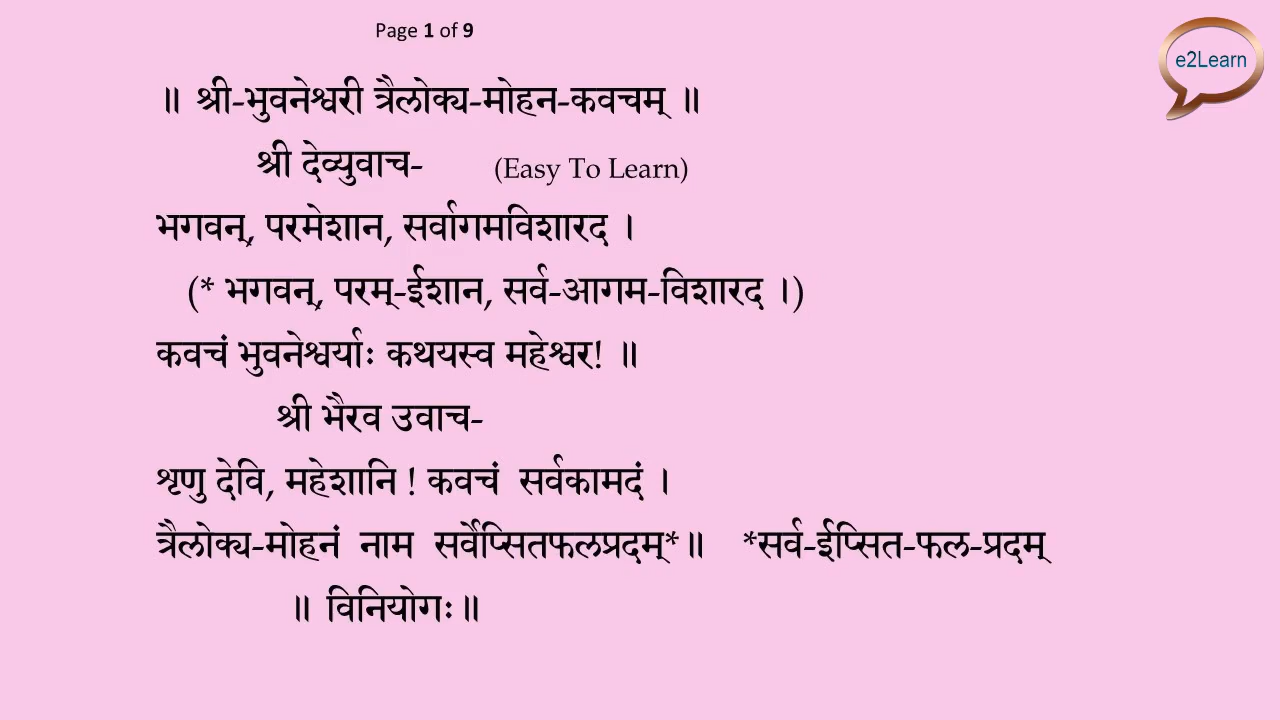 Page 1 of 9
e2Learn
॥ श्री-भुवनेश्वरी त्रैलोक्य-मोहन-कवचम् ॥
श्री देव्युवाच- (Easy To Learn)
भगवन्, परमेशान, सर्वागमविशारद ।
(* भगवन्, परम्-ईशान, सर्व-आगम-विशारद ।)
कवचं भुवनेश्वर्याः कथयस्व महेश्वर! ॥
श्री भैरव उवाच-
शृणु देवि, महेशानि ! कवचं सर्वकामदं ।
त्रैलोक्य-मोहनं नाम सर्वेप्सितफलप्रदम्*॥ *सर्व-ईप्सित-फल-प्रदम्
॥ विनियोगः॥